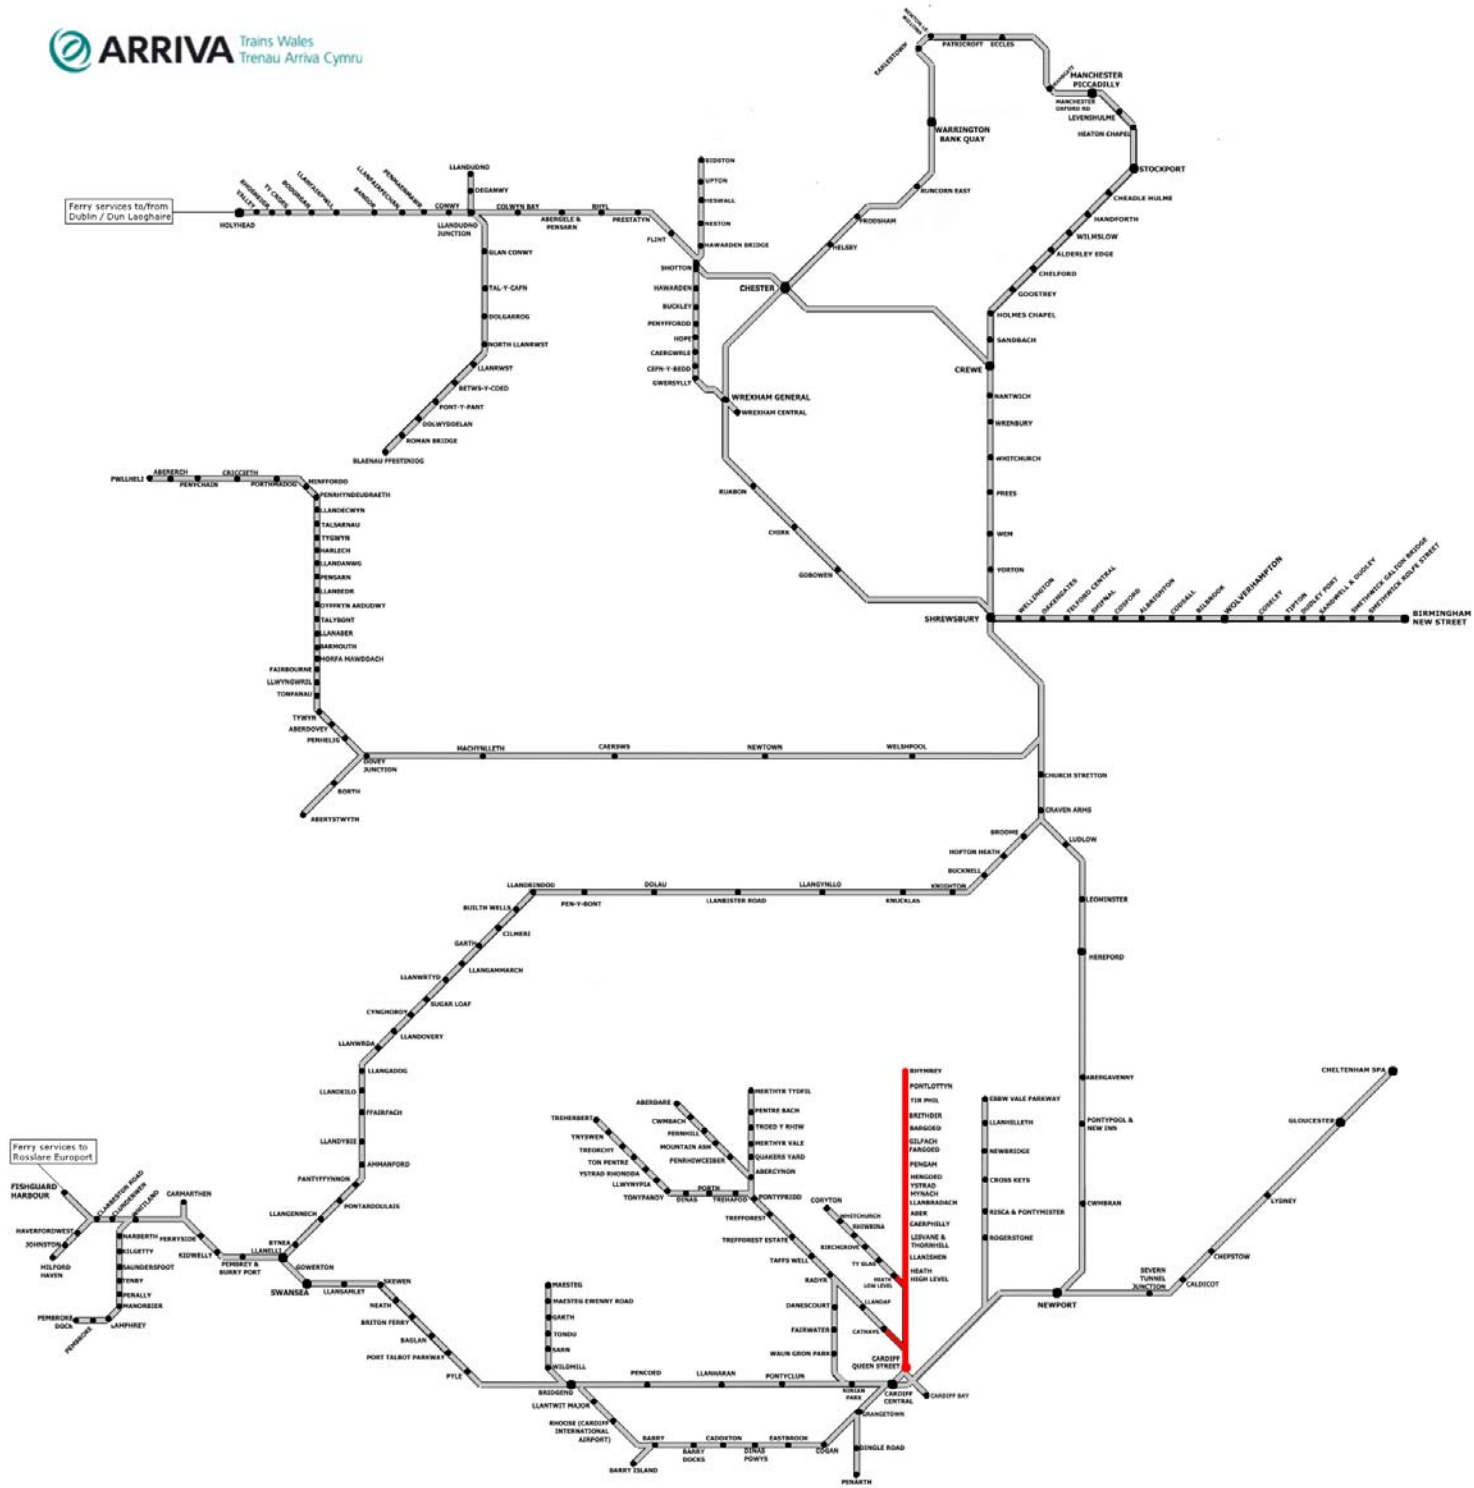 ARRIVA
Trains Wales
Trenau Arriva Cymru
PATRICROFT
ECCLES
EARLESTOWN
MANCHESTER
PICCADILLY
MANCHESTER
OXFORD RD
LEVENSHULME
HEATON CHAPEL
WARRINGTON
BANK QUAY
STOCKPORT
RUNCORN EAST
CHEADLE HULME
FRODSHAM
HANDFORTH
HELSBY
WILMSLOW
ALDERLEY EDGE
CHELFORD
GOOSTREY
HOLMES CHAPEL
SANDBACH
CREWE
CHESTER
Ferry services to/from
Dublin / Dun Laoghaire
HOLYHEAD
VALLEY
RHOSNEIGR
TY CROES
BODORGAN
LLANFAIRPWLL
BANGOR
LLANFAIRFECHAN
PENMAENMAWR
CONWY
LLANDUDNO
DEGANWY
LLANDUDNO
JUNCTION
COLWYN BAY
ABERGELE &
PENSARN
RHYL
PRESTATYN
FLINT
BIDSTON
UPTON
HESWALL
NESTON
HAWARDEN BRIDGE
SHOTTON
HAWARDEN
BUCKLEY
PENYFFORDD
HOPE
CAERGWRLE
CEFN-Y-BEDD
GWERSYLLT
WREXHAM GENERAL
WREXHAM CENTRAL
GLAN CONWY
TAL-Y-CAFN
DOLGARROG
NORTH LLANRWST
LLANRWST
BETWS-Y-COED
PONT-Y-PANT
DOLWYDDELAN
ROMAN BRIDGE
BLAENAU FFESTINIOG
NANTWICH
WRENBURY
WHITCHURCH
PREES
WEM
YORTON
RUABON
CHIRK
GOBOWEN
SHREWSBURY
WELLINGTON
OAKENGATES
TELFORD CENTRAL
SHIFNAL
COSFORD
ALBRIGHTON
CODSALL
BILBROOK
WOLVERHAMPTON
COSELEY
TIPTON
DUDLEY PORT
SANDWELL & DUDLEY
SMETHWICK GALTON BRIDGE
SMETHWICK ROLFE STREET
BIRMINGHAM
NEW STREET
PWLLHELI
ABERERCH
PENYCHAIN
CRICCIETH
PORTHMADOG
MINFFORDD
PENRHYNDEUDRAETH
LLANDECWYN
TALSARNAU
TYGWYN
HARLECH
LLANDANWG
PENSARN
LLANBEDR
DYFFRYN ARDUDWY
TALYBONT
LLANABER
BARMOUTH
MORFA MAWDDACH
FAIRBOURNE
LLWYNGWRIL
TONFANAU
TYWYN
ABERDOVEY
PENHELIG
DOVEY
JUNCTION
BORTH
ABERYSTWYTH
MACHYNLLETH
CAERSWS
NEWTOWN
WELSHPOOL
CHURCH STRETTON
CRAVEN ARMS
BROOME
HOPTON HEATH
BUCKNELL
KNIGHTON
KNUCKLAS
LLANGYNLLO
LLANBISTER ROAD
DOLAU
PEN-Y-BONT
LLANDRINDOD
BUILTH WELLS
CILMERI
GARTH
LLANGAMMARCH
LLANWRTYD
SUGAR LOAF
CYNGHORDY
LLANDOVERY
LLANWRDA
LLANGADOG
LLANDEILO
FFAIRFACH
LLANDYBIE
AMMANFORD
PANTYFFYNNON
PONTARDDULAIS
LLANGENNECH
BYNEA
LLANELLI
GOWERTON
SWANSEA
LUDLOW
LEOMINSTER
HEREFORD
ABERGAVENNY
PONTYPOOL &
NEW INN
CWMBRAN
CHELTENHAM SPA
GLOUCESTER
LYDNEY
CHEPSTOW
CALDICOT
SEVERN
TUNNEL
JUNCTION
NEWPORT
EBBW VALE PARKWAY
LLANHILLETH
NEWBRIDGE
CROSS KEYS
RISCA & PONTYMISTER
ROGERSTONE
RHYMNEY
PONTLOTTYN
TIR PHIL
BRITHDIR
BARGOED
GILFACH
FARGOED
PENGAM
HENGOED
YSTRAD
MYNACH
LLANBRADACH
ABER
CAERPHILLY
LISVANE &
THORNHILL
LLANISHEN
HEATH
HIGH LEVEL
CORYTON
WHITCHURCH
RHIWBINA
BIRCHGROVE
TY GLAS
HEATH
LOW LEVEL
MERTHYR TYDFIL
PENTRE BACH
TROED Y RHIW
MERTHYR VALE
QUAKERS YARD
ABERCYNON
ABERDARE
CWMBACH
FERNHILL
MOUNTAIN ASH
PENRHIWCEIBER
TREHERBERT
YNYSWEN
TREORCHY
TON PENTRE
YSTRAD RHONDDA
LLWYNYPIA
TONYPANDY
DINAS
PORTH
TREHAFOD
PONTYPRIDD
TREFFOREST
TREFFOREST ESTATE
TAFFS WELL
RADYR
LLANDAF
CATHAYS
DANESCOURT
FAIRWATER
WAUN GRON PARK
NINIAN
PARK
CARDIFF
QUEEN STREET
CARDIFF
CENTRAL
CARDIFF BAY
GRANGETOWN
DINGLE ROAD
PENARTH
COGAN
EASTBROOK
DINAS
POWYS
CADOXTON
BARRY
DOCKS
BARRY
BARRY ISLAND
RHOOSE (CARDIFF
INTERNATIONAL
AIRPORT)
LLANTWIT MAJOR
BRIDGEND
PENCOED
LLANHARAN
PONTYCLUN
MAESTEG
MAESTEG EWENNY ROAD
GARTH
TONDU
SARN
WILDMILL
PYLE
PORT TALBOT PARKWAY
BAGLAN
BRITON FERRY
NEATH
SKEWEN
LLANSAMLET
Ferry services to
Rosslare Europort
FISHGUARD
HARBOUR
CLARBESTON ROAD
CLUNDERWEN
WHITLAND
CARMARTHEN
FERRYSIDE
KIDWELLY
PEMBREY &
BURRY PORT
HAVERFORDWEST
JOHNSTON
MILFORD
HAVEN
NARBERTH
KILGETTY
SAUNDERSFOOT
TENBY
PENALLY
MANORBIER
LAMPHREY
PEMBROKE
PEMBROKE
DOCK